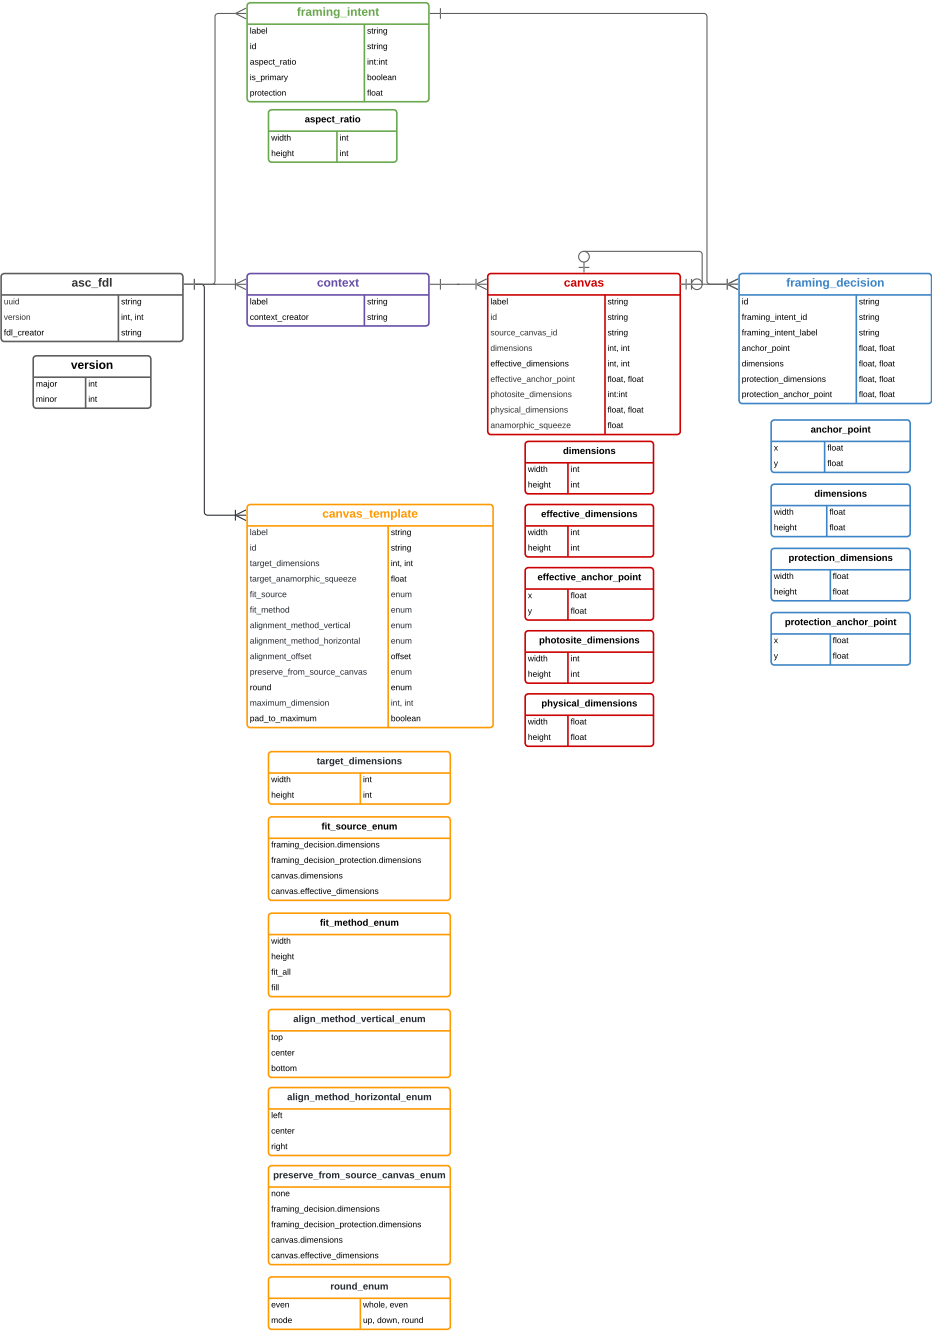 framing_intent
label string
id string
aspect_ratio int:int
is_primary boolean
protection float
aspect_ratio
width int
height int
asc_fdl
uuid string
version int, int
fdl_creator string
version
major int
minor int
context
label string
context_creator string
canvas
label string
id string
source_canvas_id string
dimensions int, int
effective_dimensions int, int
effective_anchor_point float, float
photosite_dimensions int:int
physical_dimensions float, float
anamorphic_squeeze float
dimensions
width int
height int
effective_dimensions
width int
height int
effective_anchor_point
x float
y float
photosite_dimensions
width int
height int
physical_dimensions
width float
height float
framing_decision
id string
framing_intent_id string
framing_intent_label string
anchor_point float, float
dimensions float, float
protection_dimensions float, float
protection_anchor_point float, float
anchor_point
x float
y float
dimensions
width float
height float
protection_dimensions
width float
height float
protection_anchor_point
x float
y float
canvas_template
label string
id string
target_dimensions int, int
target_anamorphic_squeeze float
fit_source enum
fit_method enum
alignment_method_vertical enum
alignment_method_horizontal enum
alignment_offset offset
preserve_from_source_canvas enum
round enum
maximum_dimension int, int
pad_to_maximum boolean
target_dimensions
width int
height int
fit_source_enum
framing_decision.dimensions
framing_decision_protection.dimensions
canvas.dimensions
canvas.effective_dimensions
fit_method_enum
width
height
fit_all
fill
align_method_vertical_enum
top
center
bottom
align_method_horizontal_enum
left
center
right
preserve_from_source_canvas_enum
none
framing_decision.dimensions
framing_decision_protection.dimensions
canvas.dimensions
canvas.effective_dimensions
round_enum
even whole, even
mode up, down, round